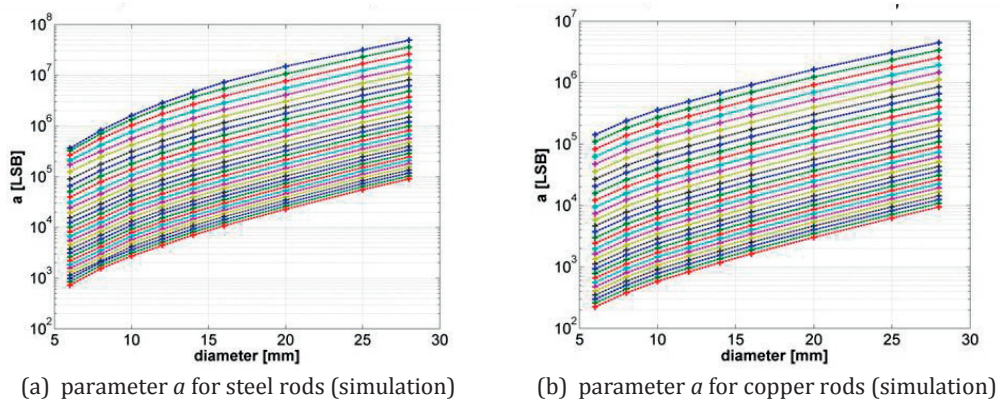 10^8
10^7
10^6
10^5
10^4
10^3
10^2
a [LSB]
5 10 15 20 25 30
diameter [mm]
(a) parameter a for steel rods (simulation)
10^7
10^6
10^5
10^4
10^3
10^2
a [LSB]
5 10 15 20 25 30
diameter [mm]
(b) parameter a for copper rods (simulation)